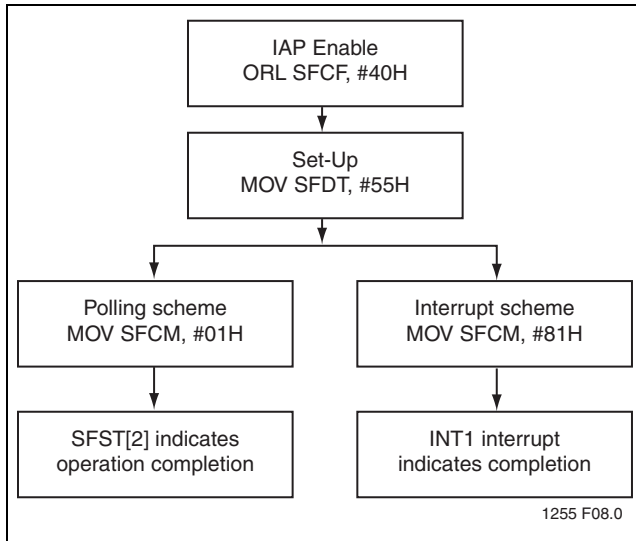 IAP Enable
ORL SFCF, #40H
Set-Up
MOV SFDT, #55H
Polling scheme
MOV SFCM, #01H
Interrupt scheme
MOV SFCM, #81H
SFST[2] indicates
operation completion
INT1 interrupt
indicates completion
1255 F08.0